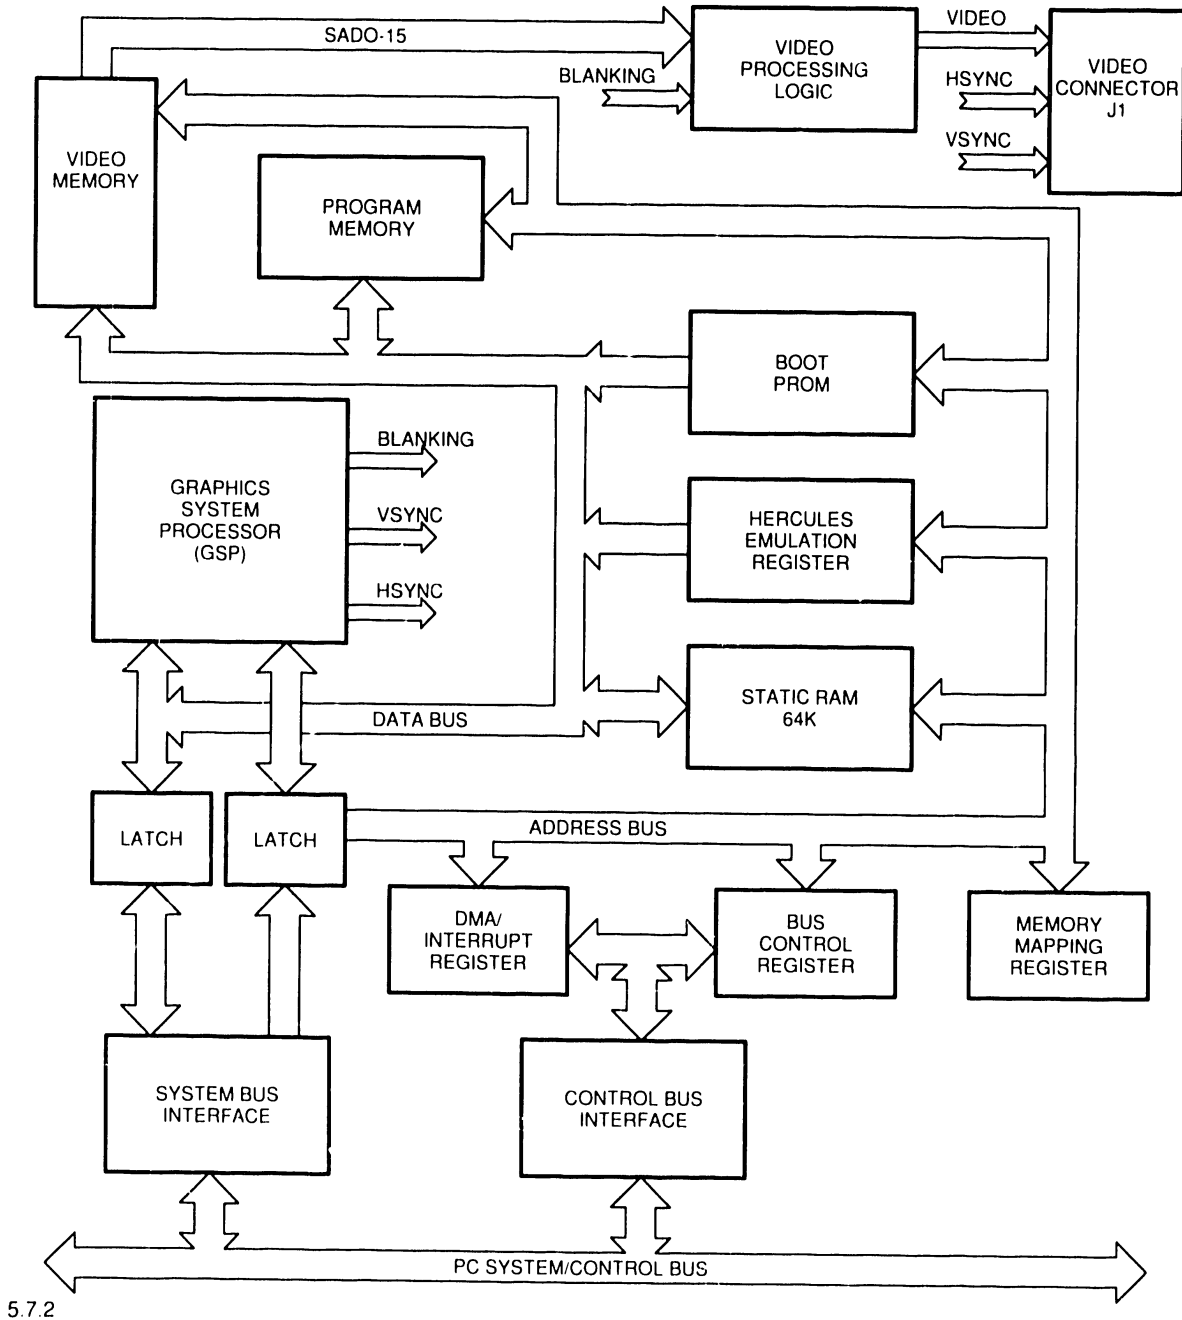 SADO-15
VIDEO
PROCESSING
LOGIC
VIDEO
BLANKING
HSYNC
VSYNC
VIDEO
CONNECTOR
J1
VIDEO
MEMORY
PROGRAM
MEMORY
BOOT
PROM
GRAPHICS
SYSTEM
PROCESSOR
(GSP)
BLANKING
VSYNC
HSYNC
HERCULES
EMULATION
REGISTER
STATIC RAM
64K
DATA BUS
LATCH
LATCH
ADDRESS BUS
DMA/
INTERRUPT
REGISTER
BUS
CONTROL
REGISTER
MEMORY
MAPPING
REGISTER
SYSTEM BUS
INTERFACE
CONTROL BUS
INTERFACE
PC SYSTEM/CONTROL BUS
5.7.2